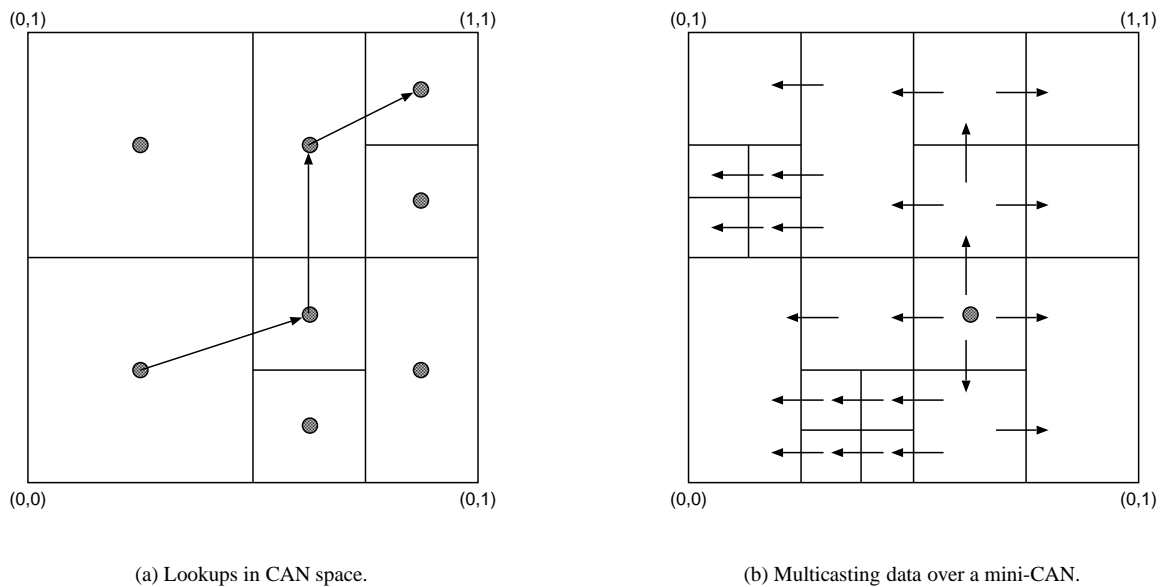 (0,1) (1,1) (0,1) (1,1)
(0,0) (0,1) (0,0) (0,1)
(a) Lookups in CAN space. (b) Multicasting data over a mini-CAN.